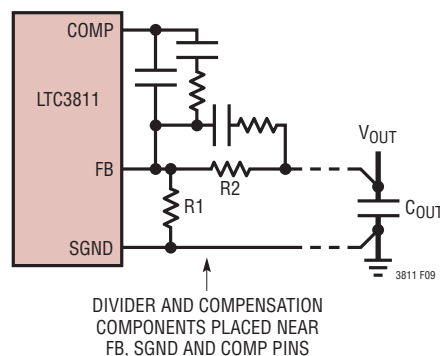 COMP
LTC3811
VOUT
FB
R2
R1
COUT
SGND
3811 F09
DIVIDER AND COMPENSATION
COMPONENTS PLACED NEAR
FB, SGND AND COMP PINS